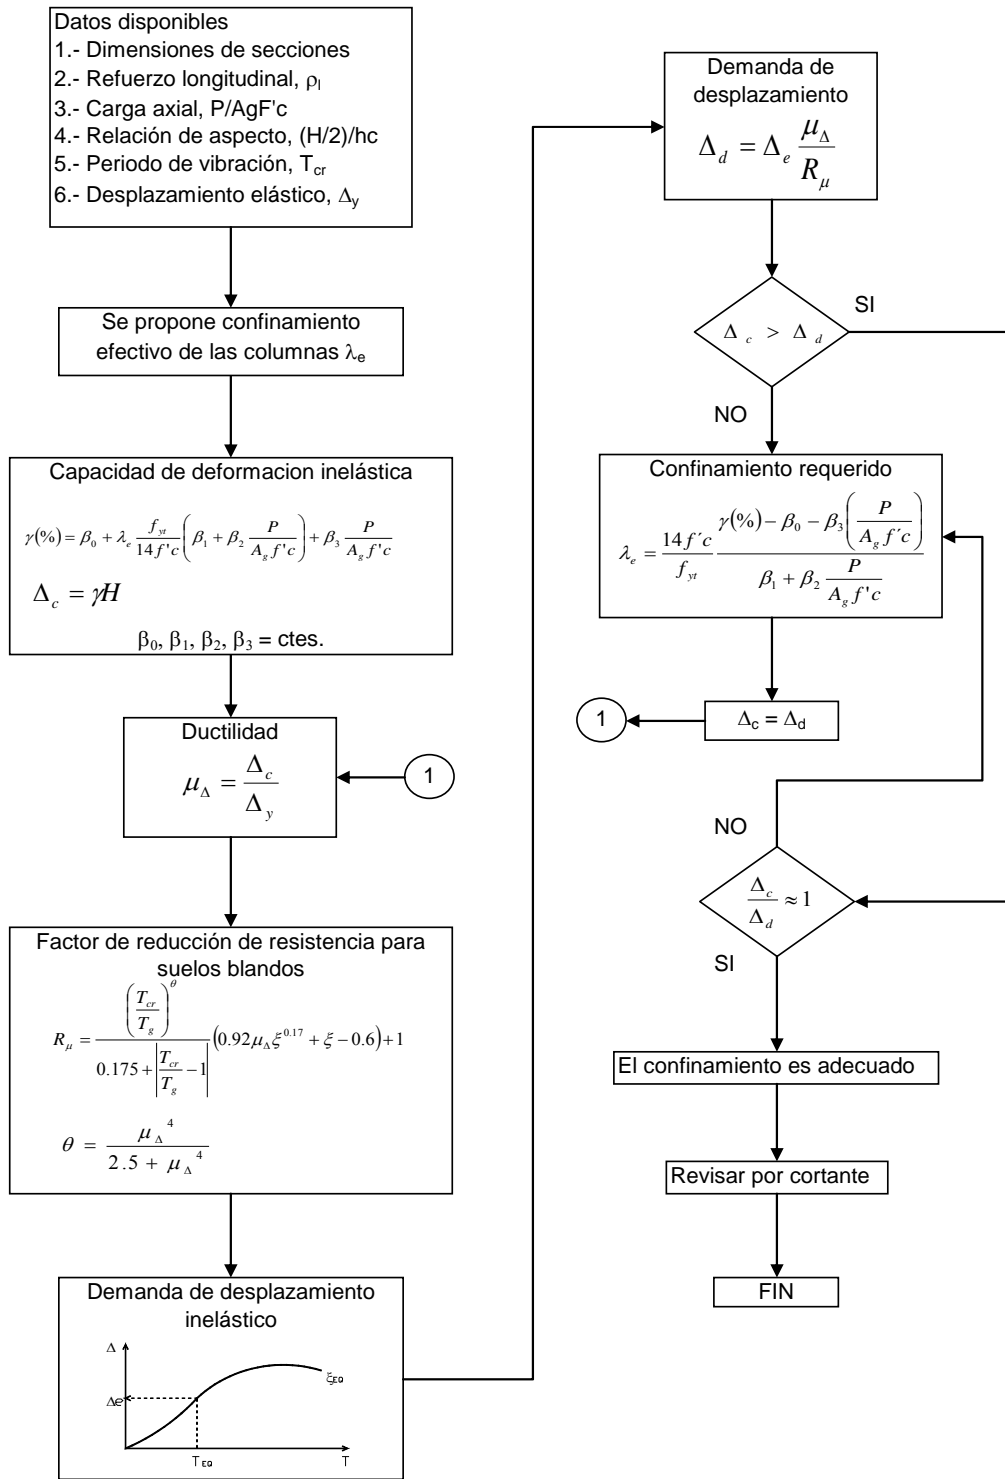 Datos disponibles
1.- Dimensiones de secciones
2.- Refuerzo longitudinal, ρl
3.- Carga axial, P/AgF'c
4.- Relación de aspecto, (H/2)/hc
5.- Periodo de vibración, Tcr
6.- Desplazamiento elástico, Δy
Se propone confinamiento
efectivo de las columnas λe
Capacidad de deformacion inelástica
γ(%) = β0 + λe fyt/14f'c (β1 + β2 P/Ag f'c) + β3 P/Ag f'c
Δc = γH
β0, β1, β2, β3 = ctes.
Ductilidad
μΔ = Δc/Δy
1
Factor de reducción de resistencia para
suelos blandos
Rμ = (Tcr/Tg)^θ / (0.175 + |Tcr/Tg − 1|) (0.92μΔ ξ^0.17 + ξ − 0.6) + 1
θ = μΔ^4 / (2.5 + μΔ^4)
Demanda de desplazamiento
inelástico
Δ
Δe
ξEQ
TEQ
T
Demanda de
desplazamiento
Δd = Δe μΔ/Rμ
Δc > Δd
SI
NO
Confinamiento requerido
λe = 14f´c/fyt (γ(%) − β0 − β3(P/Ag f´c)) / (β1 + β2 P/Ag f'c)
Δc = Δd
1
NO
Δc/Δd ≈ 1
SI
El confinamiento es adecuado
Revisar por cortante
FIN